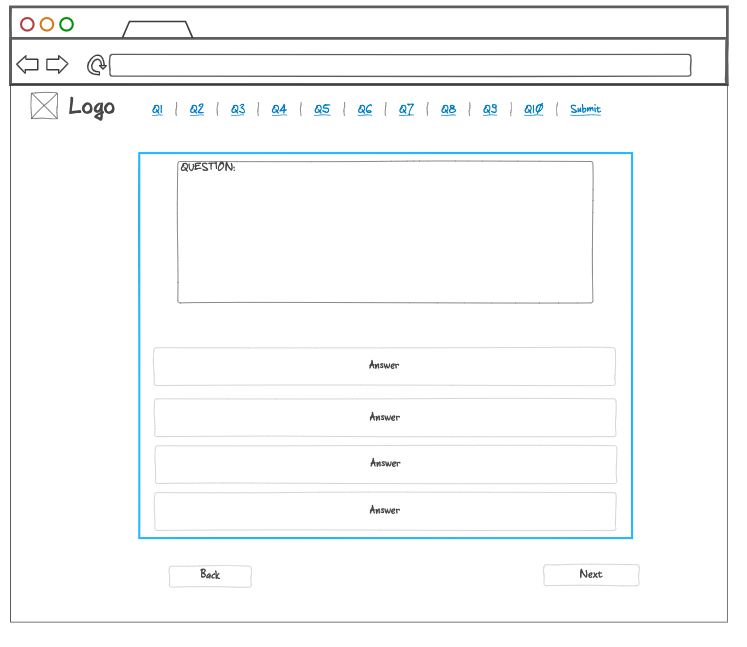 Logo Q1 | Q2 | Q3 | Q4 | Q5 | Q6 | Q7 | Q8 | Q9 | Q10 | Submit
QUESTION:
Answer
Answer
Answer
Answer
Back Next